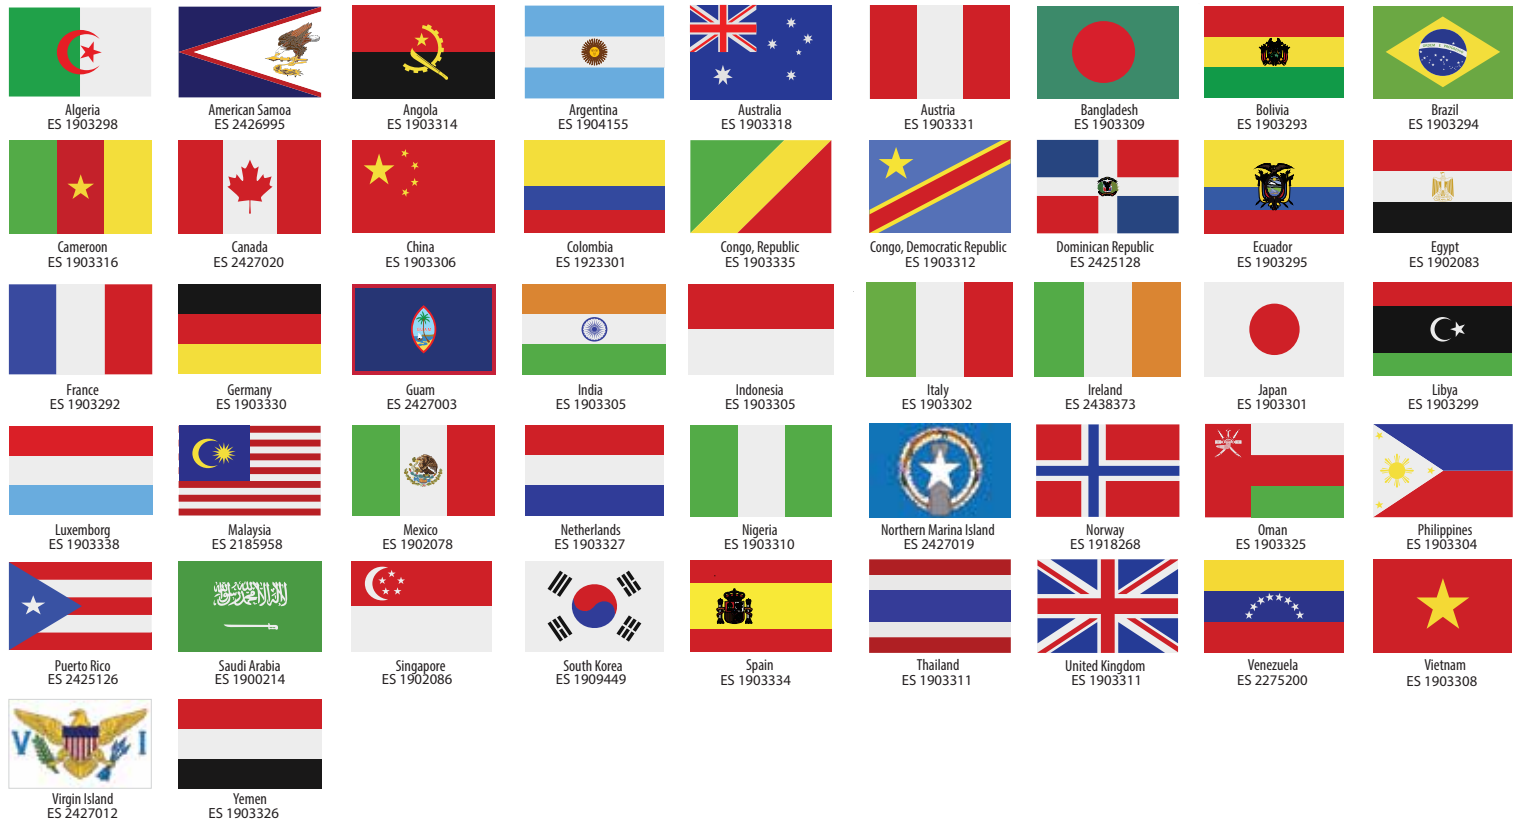 Algeria
ES 1903298
American Samoa
ES 2426995
Angola
ES 1903314
Argentina
ES 1904155
Australia
ES 1903318
Austria
ES 1903331
Bangladesh
ES 1903309
Bolivia
ES 1903293
Brazil
ES 1903294
Cameroon
ES 1903316
Canada
ES 2427020
China
ES 1903306
Colombia
ES 1923301
Congo, Republic
ES 1903335
Congo, Democratic Republic
ES 1903312
Dominican Republic
ES 2425128
Ecuador
ES 1903295
Egypt
ES 1902083
France
ES 1903292
Germany
ES 1903330
Guam
ES 2427003
India
ES 1903305
Indonesia
ES 1903305
Italy
ES 1903302
Ireland
ES 2438373
Japan
ES 1903301
Libya
ES 1903299
Luxemborg
ES 1903338
Malaysia
ES 2185958
Mexico
ES 1902078
Netherlands
ES 1903327
Nigeria
ES 1903310
Northern Marina Island
ES 2427019
Norway
ES 1918268
Oman
ES 1903325
Philippines
ES 1903304
Puerto Rico
ES 2425126
Saudi Arabia
ES 1900214
Singapore
ES 1902086
South Korea
ES 1909449
Spain
ES 1903334
Thailand
ES 1903311
United Kingdom
ES 1903311
Venezuela
ES 2275200
Vietnam
ES 1903308
V I
Virgin Island
ES 2427012
Yemen
ES 1903326